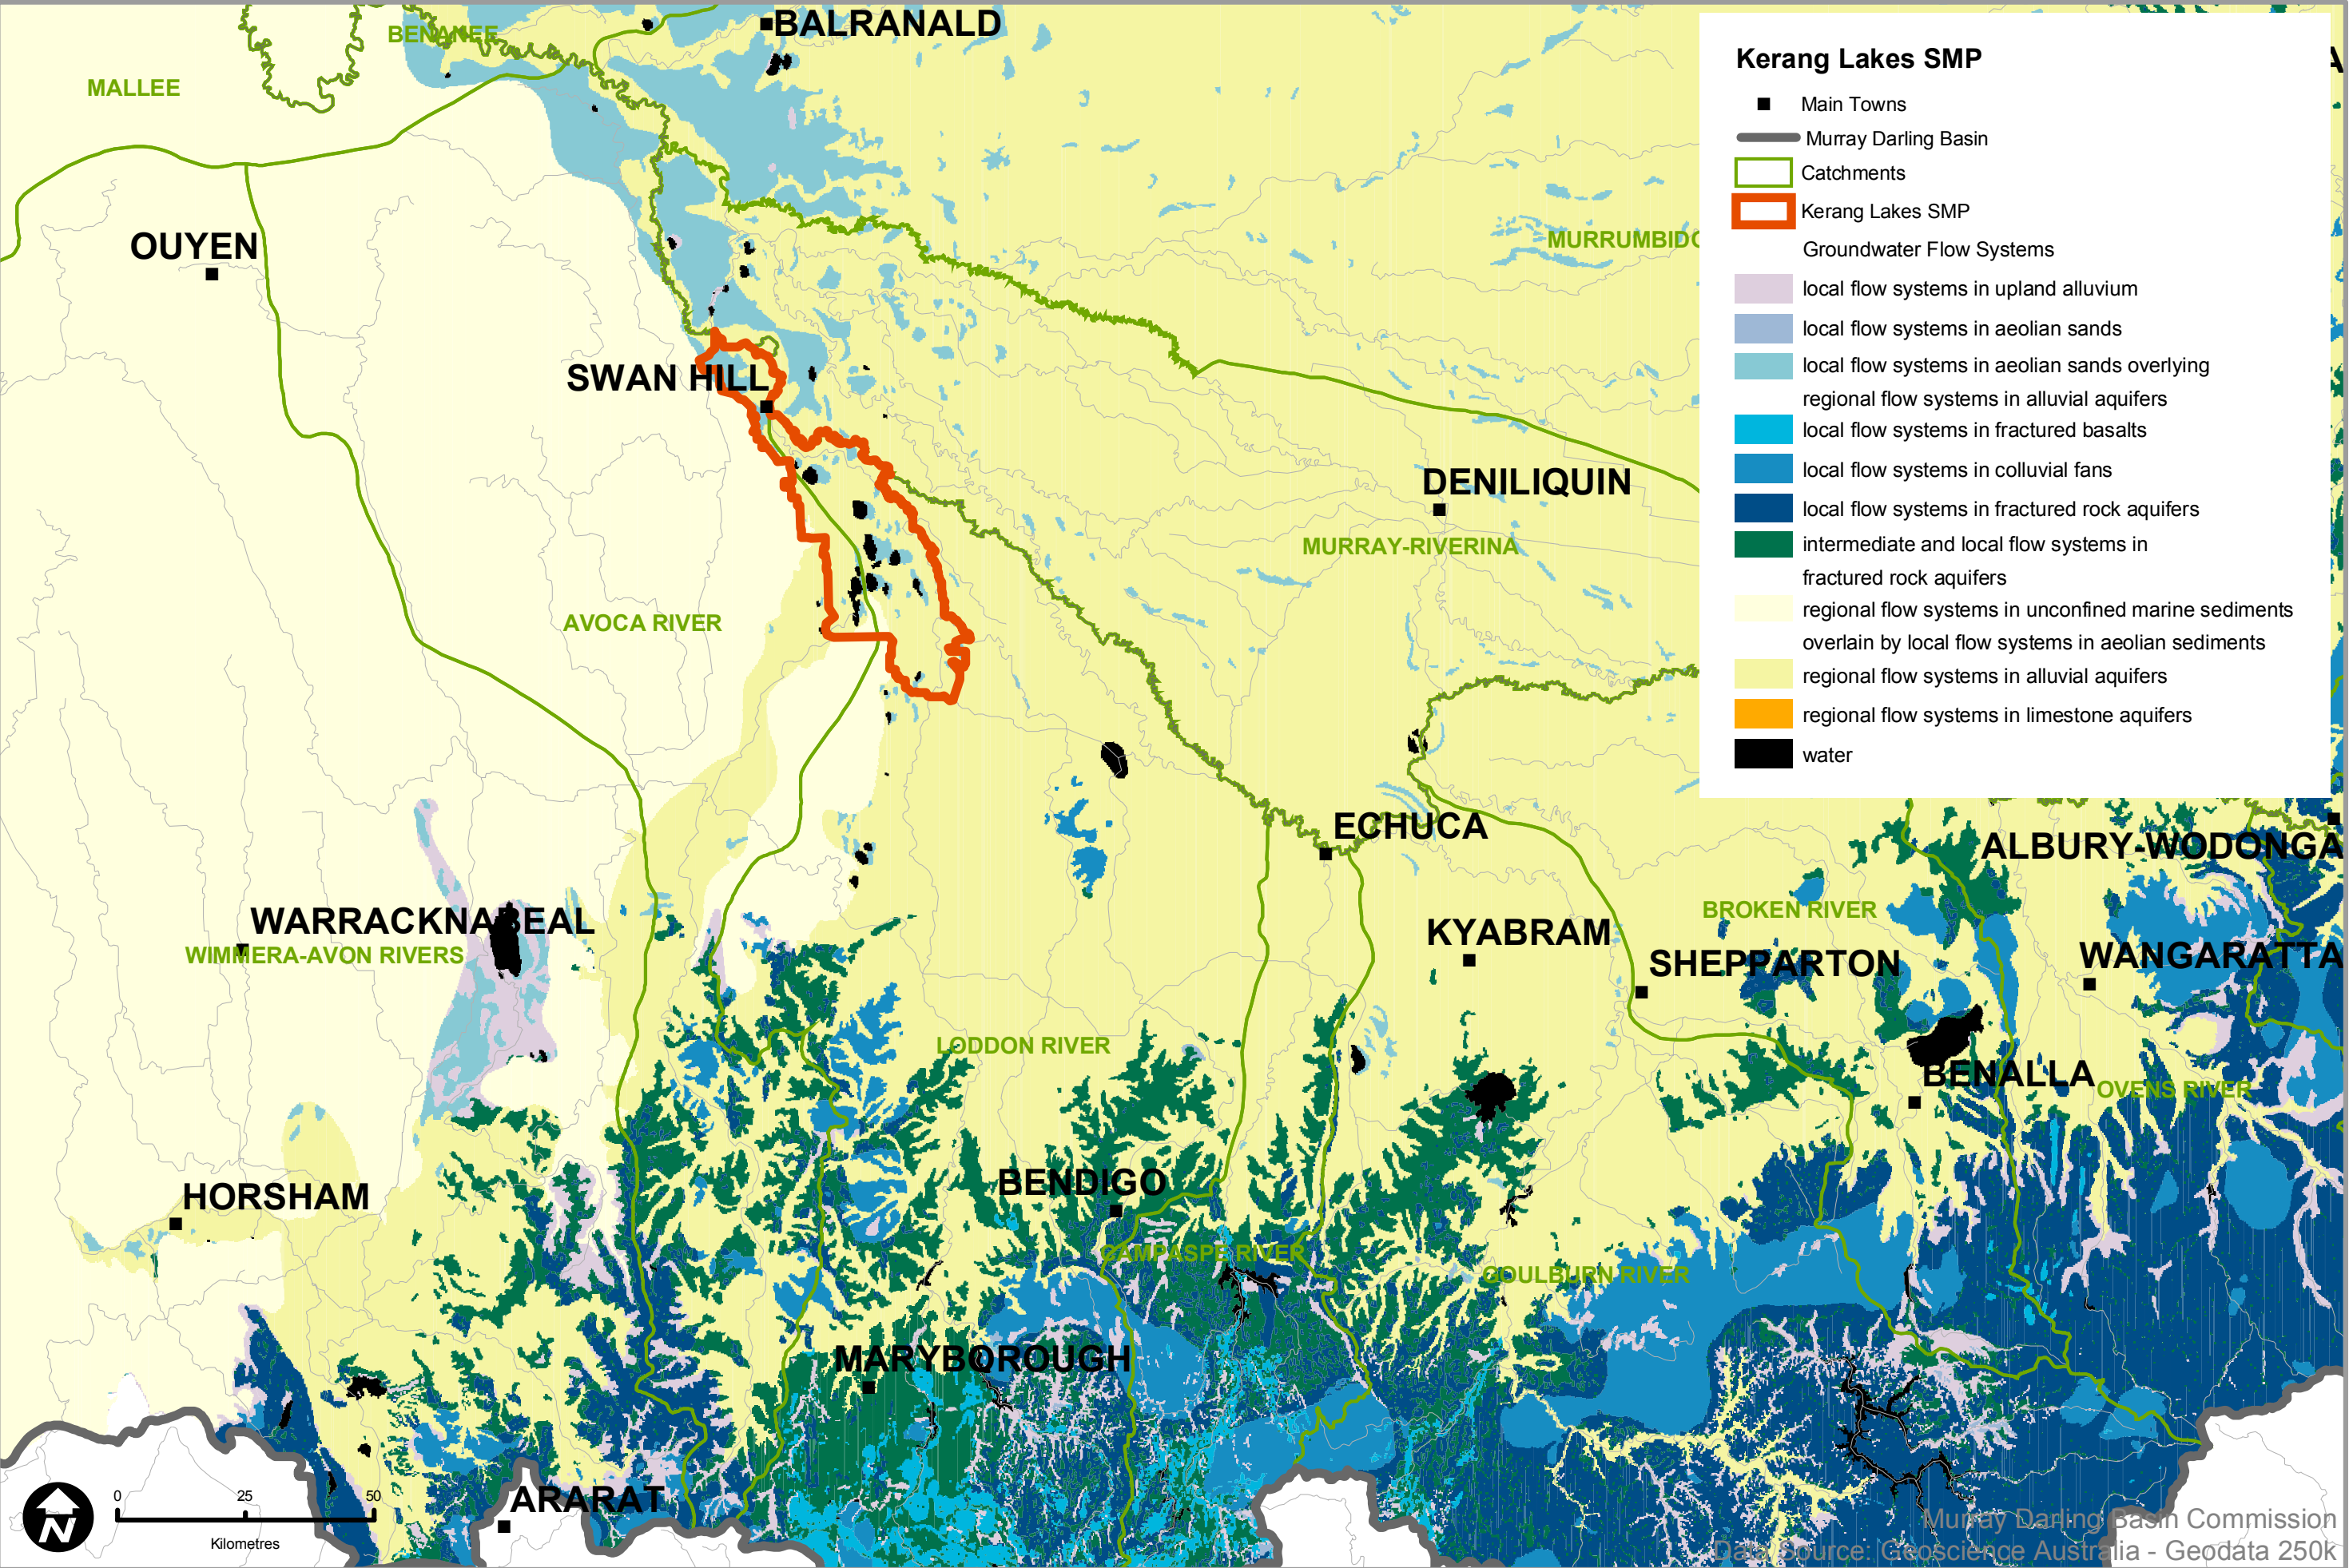 BALRANALD
BENANEE
MALLEE
Kerang Lakes SMP
Main Towns
Murray Darling Basin
Catchments
Kerang Lakes SMP
Groundwater Flow Systems
local flow systems in upland alluvium
local flow systems in aeolian sands
local flow systems in aeolian sands overlying
regional flow systems in alluvial aquifers
local flow systems in fractured basalts
local flow systems in colluvial fans
local flow systems in fractured rock aquifers
intermediate and local flow systems in
fractured rock aquifers
regional flow systems in unconfined marine sediments
overlain by local flow systems in aeolian sediments
regional flow systems in alluvial aquifers
regional flow systems in limestone aquifers
water
A
OUYEN
MURRUMBIDG
SWAN HILL
DENILIQUIN
MURRAY-RIVERINA
AVOCA RIVER
ECHUCA
ALBURY-WODONGA
WARRACKNABEAL
WIMMERA-AVON RIVERS
KYABRAM
BROKEN RIVER
SHEPPARTON
WANGARATTA
LODDON RIVER
BENALLA
OVENS RIVER
HORSHAM
BENDIGO
CAMPASPE RIVER
GOULBURN RIVER
MARYBOROUGH
ARARAT
N
0 25 50
Kilometres
Murray Darling Basin Commission
Data Source: Geoscience Australia - Geodata 250k